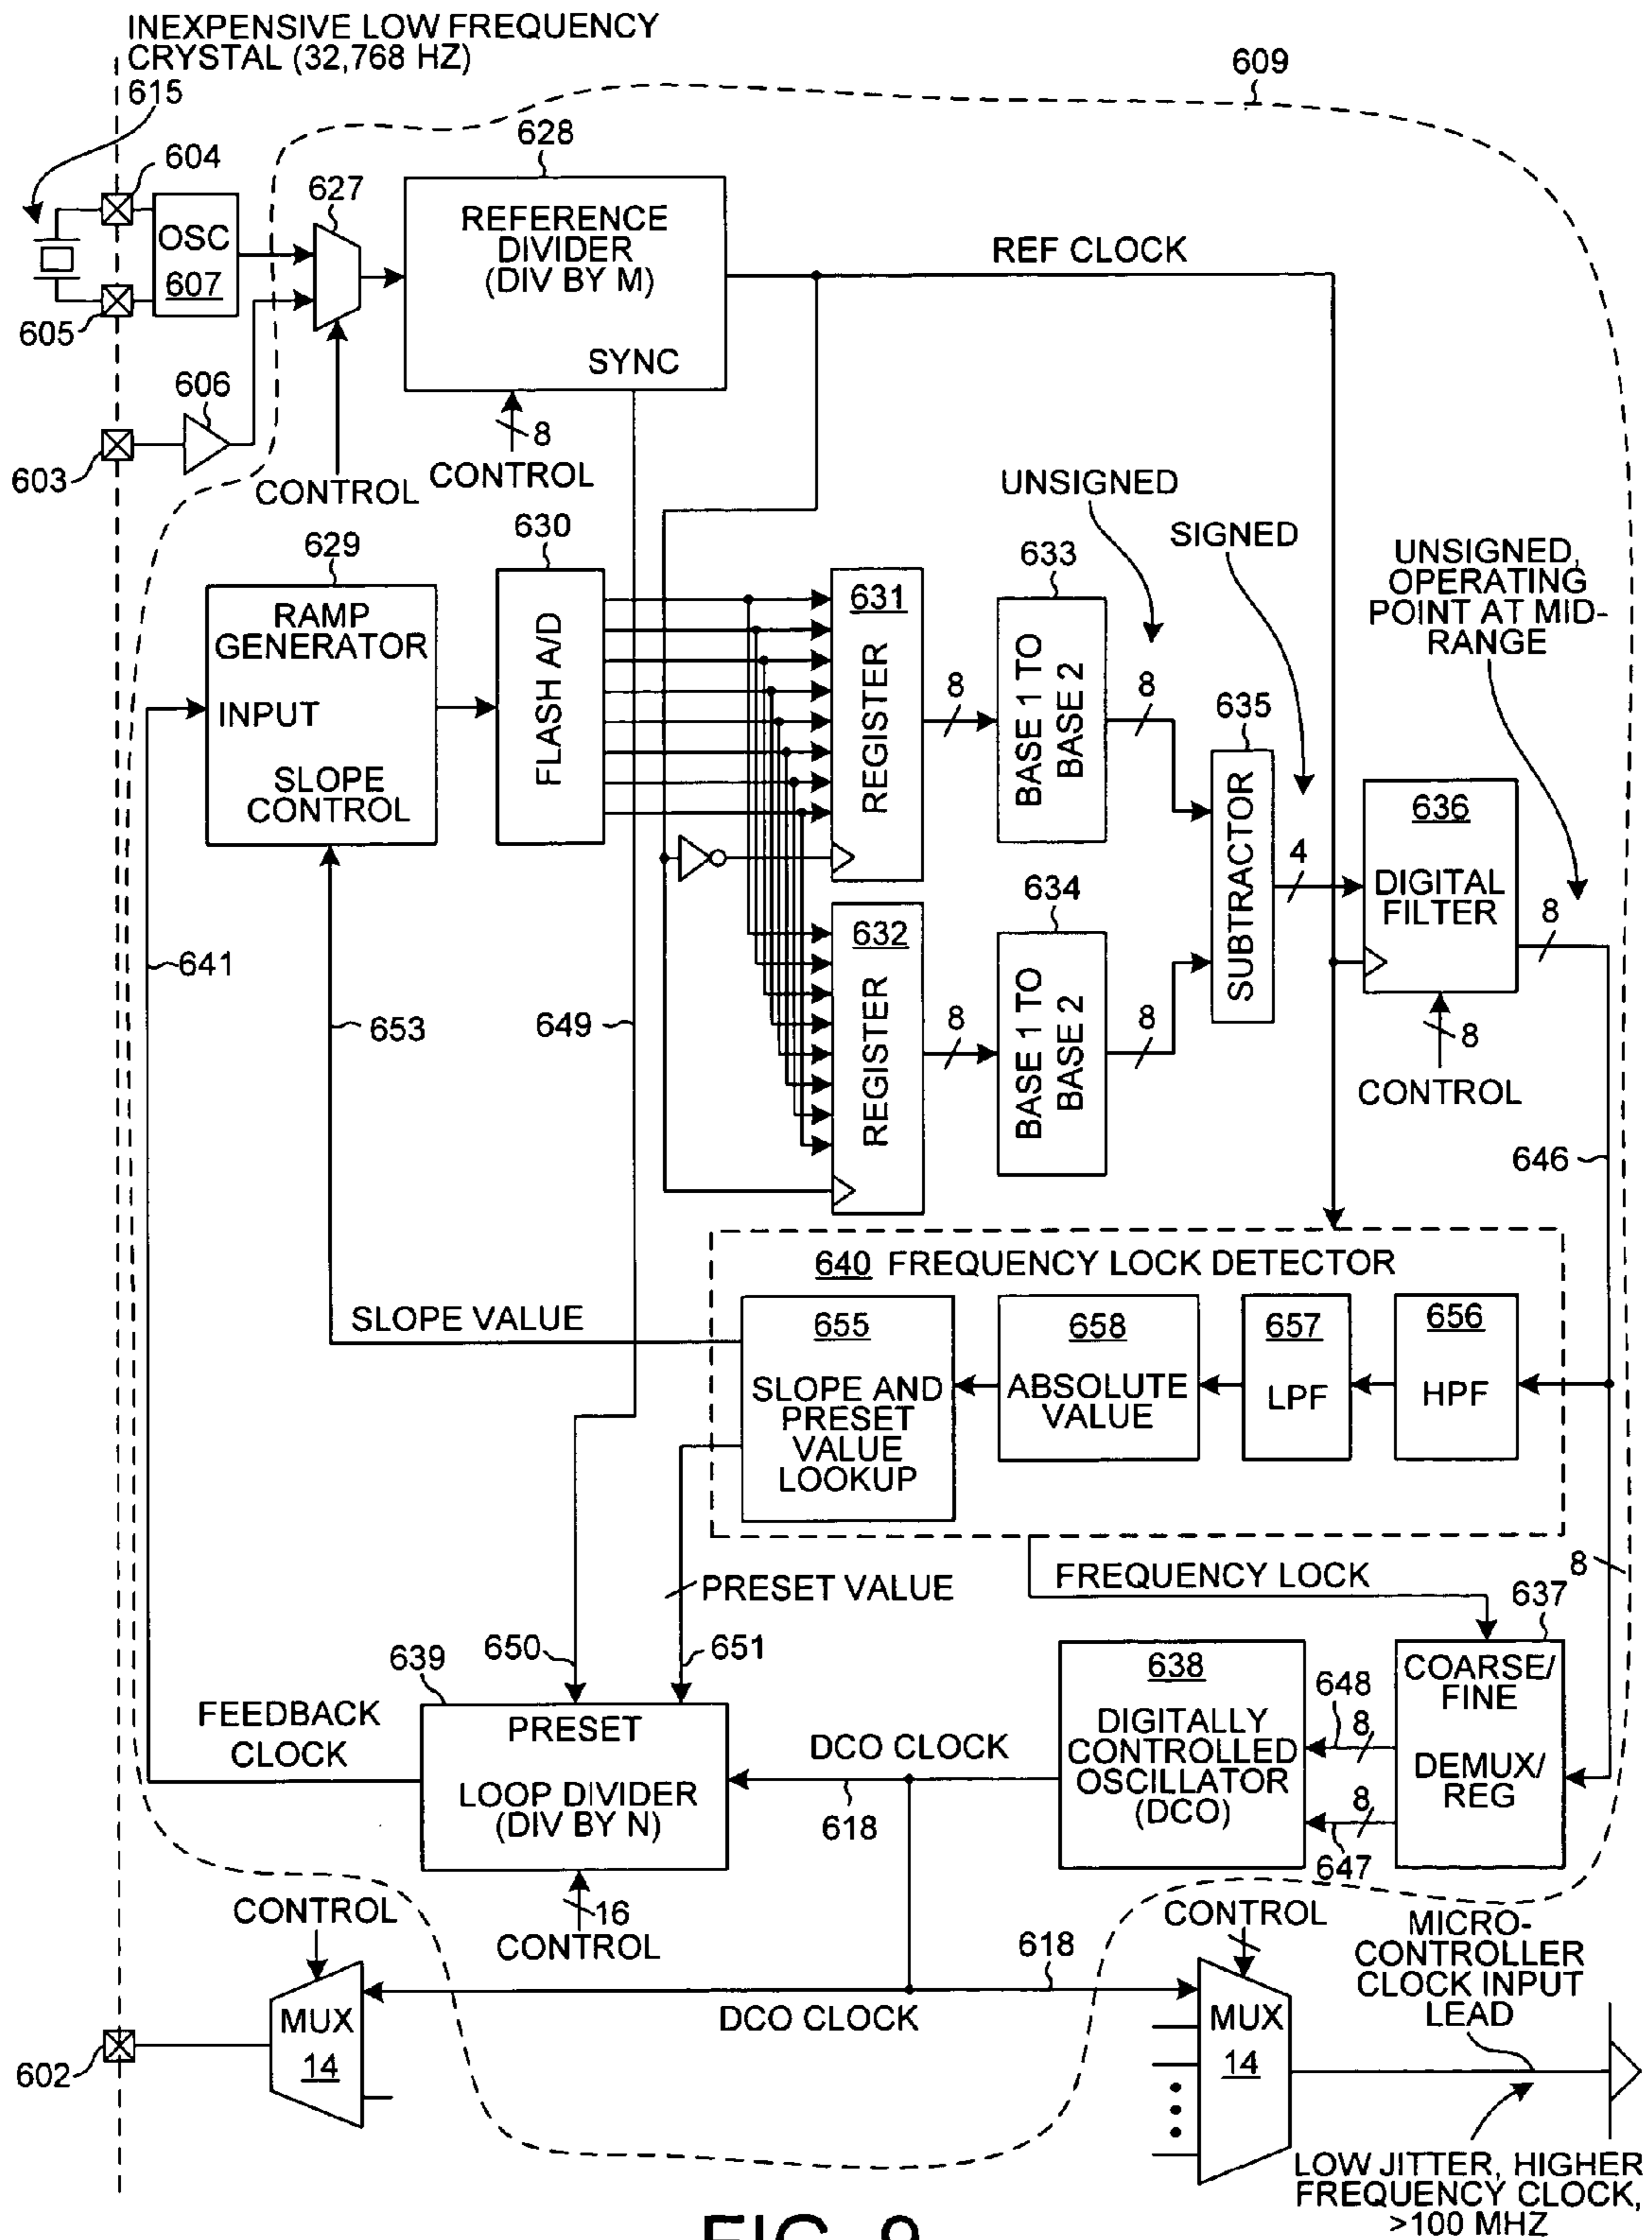 INEXPENSIVE LOW FREQUENCY
CRYSTAL (32,768 HZ)
615
609
604
628
627
OSC
607
REFERENCE
DIVIDER
(DIV BY M)
SYNC
REF CLOCK
605
606
603
CONTROL
8
CONTROL
UNSIGNED
SIGNED
UNSIGNED,
OPERATING
POINT AT MID-
RANGE
629
630
633
RAMP
GENERATOR
INPUT
SLOPE
CONTROL
FLASH A/D
631
REGISTER
8
BASE 1 TO
BASE 2
8
635
SUBTRACTOR
4
636
DIGITAL
FILTER
8
8
CONTROL
634
632
REGISTER
8
BASE 1 TO
BASE 2
8
641
653
649
646
640 FREQUENCY LOCK DETECTOR
SLOPE VALUE
655
SLOPE AND
PRESET
VALUE
LOOKUP
658
ABSOLUTE
VALUE
657
LPF
656
HPF
8
PRESET VALUE
FREQUENCY LOCK
637
650
651
639
FEEDBACK
CLOCK
PRESET
LOOP DIVIDER
(DIV BY N)
DCO CLOCK
618
638
DIGITALLY
CONTROLLED
OSCILLATOR
(DCO)
648
8
8
647
COARSE/
FINE
DEMUX/
REG
CONTROL
16
CONTROL
CONTROL
MICRO-
CONTROLLER
CLOCK INPUT
LEAD
618
MUX
14
DCO CLOCK
MUX
14
602
LOW JITTER, HIGHER
FREQUENCY CLOCK,
>100 MHZ
FIG. 9